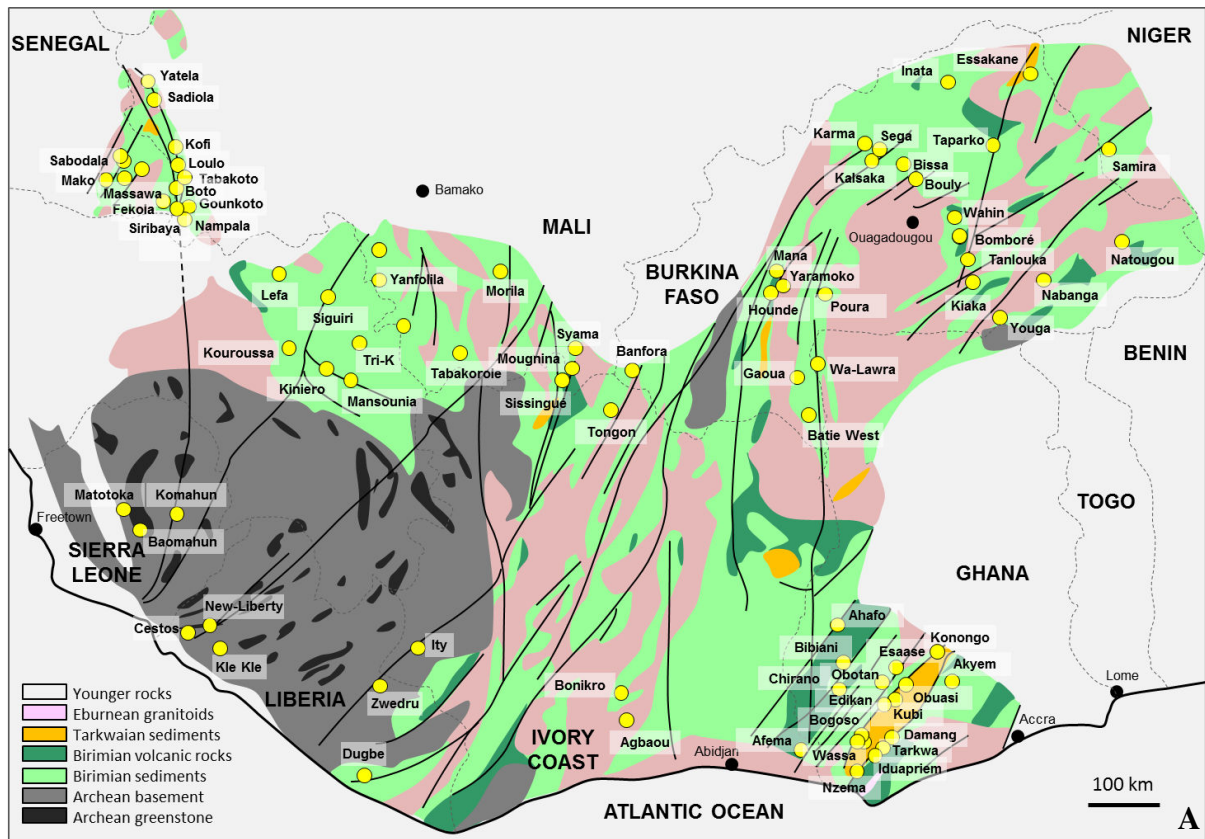 SENEGAL
NIGER
Yatela
Sadiola
Inata
Essakane
Kofi
Sabodala
Loulo
Mako
Tabakoto
Massawa
Boto
Fekola
Gounkoto
Siribaya
Nampala
Bamako
MALI
Karma
Sega
Taparko
Samira
Kalsaka
Bissa
Bouly
Ouagadougou
Wahin
Bomboré
Tanlouka
Natougou
BURKINA
FASO
Mana
Yaramoko
Hounde
Poura
Kiaka
Nabanga
Youga
Lefa
Yanfolila
Morila
Siguiri
Syama
Kouroussa
Tri-K
Mougnina
Banfora
BENIN
Tabakoroie
Gaoua
Wa-Lawra
Kiniero
Mansounia
Sissingué
Tongon
Batie West
Matotoka
Komahun
TOGO
Freetown
Baomahun
SIERRA
LEONE
GHANA
New-Liberty
Cestos
Kle Kle
Ity
Ahafo
Konongo
Bibiani
Esaase
Akyem
Chirano
Obotan
LIBERIA
Zwedru
Bonikro
Edikan
Obuasi
Lome
Kubi
Bogoso
Accra
Damang
IVORY
COAST
Agbaou
Afema
Wassa
Tarkwa
Dugbe
Abidjan
Iduapriem
Nzema
ATLANTIC OCEAN
Younger rocks
Eburnean granitoids
Tarkwaian sediments
Birimian volcanic rocks
Birimian sediments
Archean basement
Archean greenstone
100 km
A